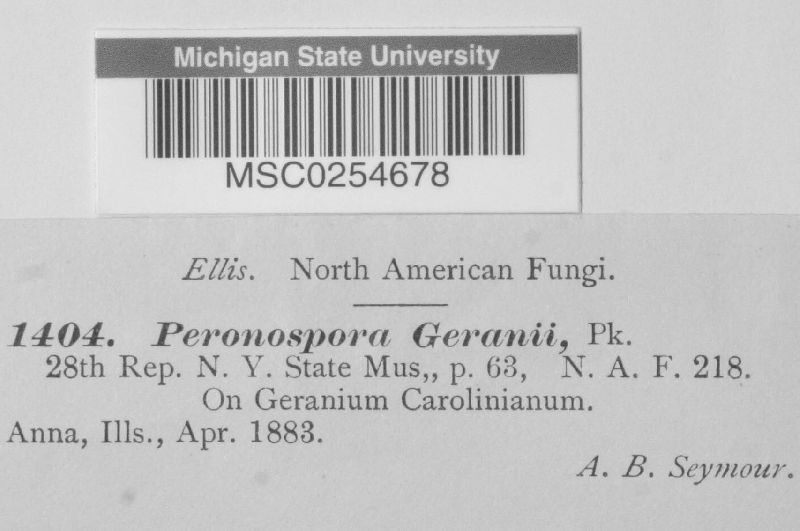 Michigan State University
MSC0254678
Ellis. North American Fungi.
1404. Peronospora Geranii, Pk.
28th Rep. N. Y. State Mus,, p. 63, N. A. F. 218.
On Geranium Carolinianum.
Anna, Ills., Apr. 1883.
A. B. Seymour.